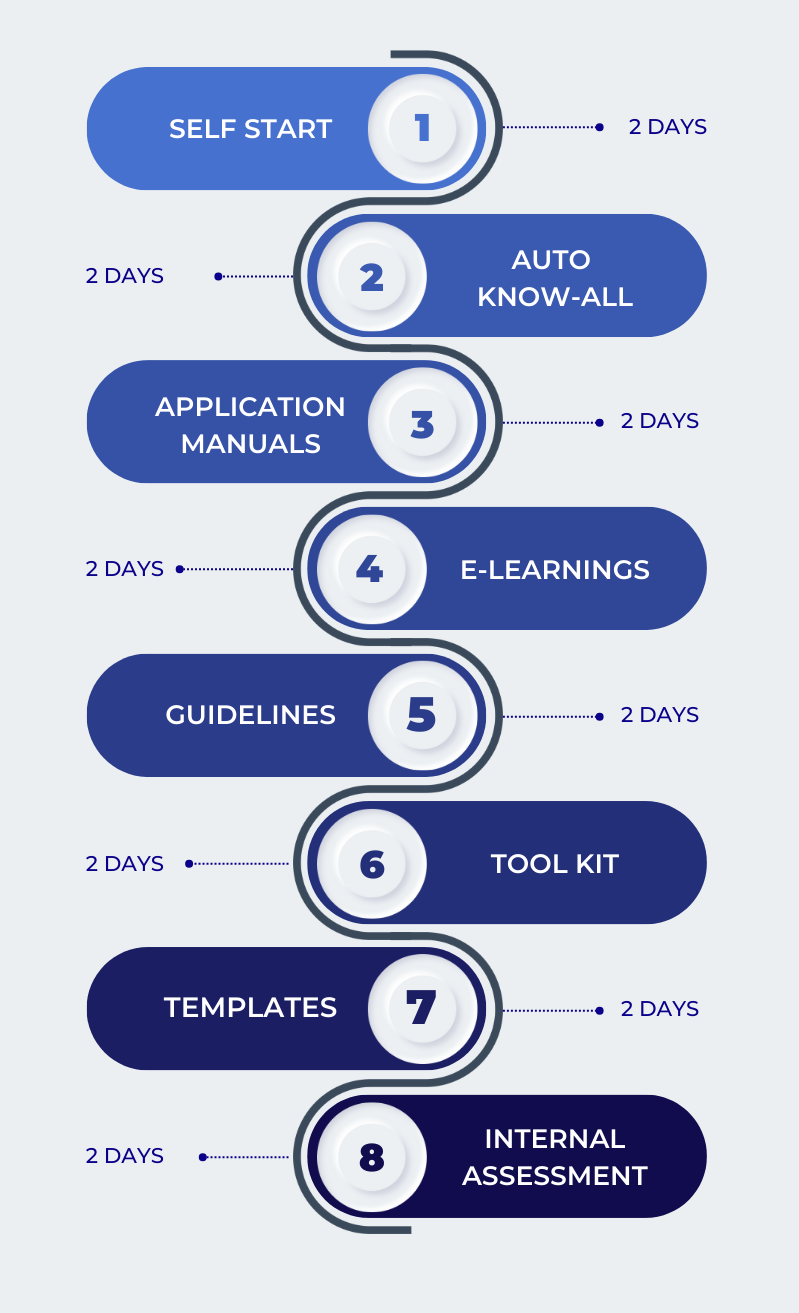 SELF START
1
2 DAYS
2 DAYS
2
AUTO
KNOW-ALL
APPLICATION
MANUALS
3
2 DAYS
2 DAYS
4
E-LEARNINGS
GUIDELINES
5
2 DAYS
2 DAYS
6
TOOL KIT
TEMPLATES
7
2 DAYS
2 DAYS
8
INTERNAL
ASSESSMENT